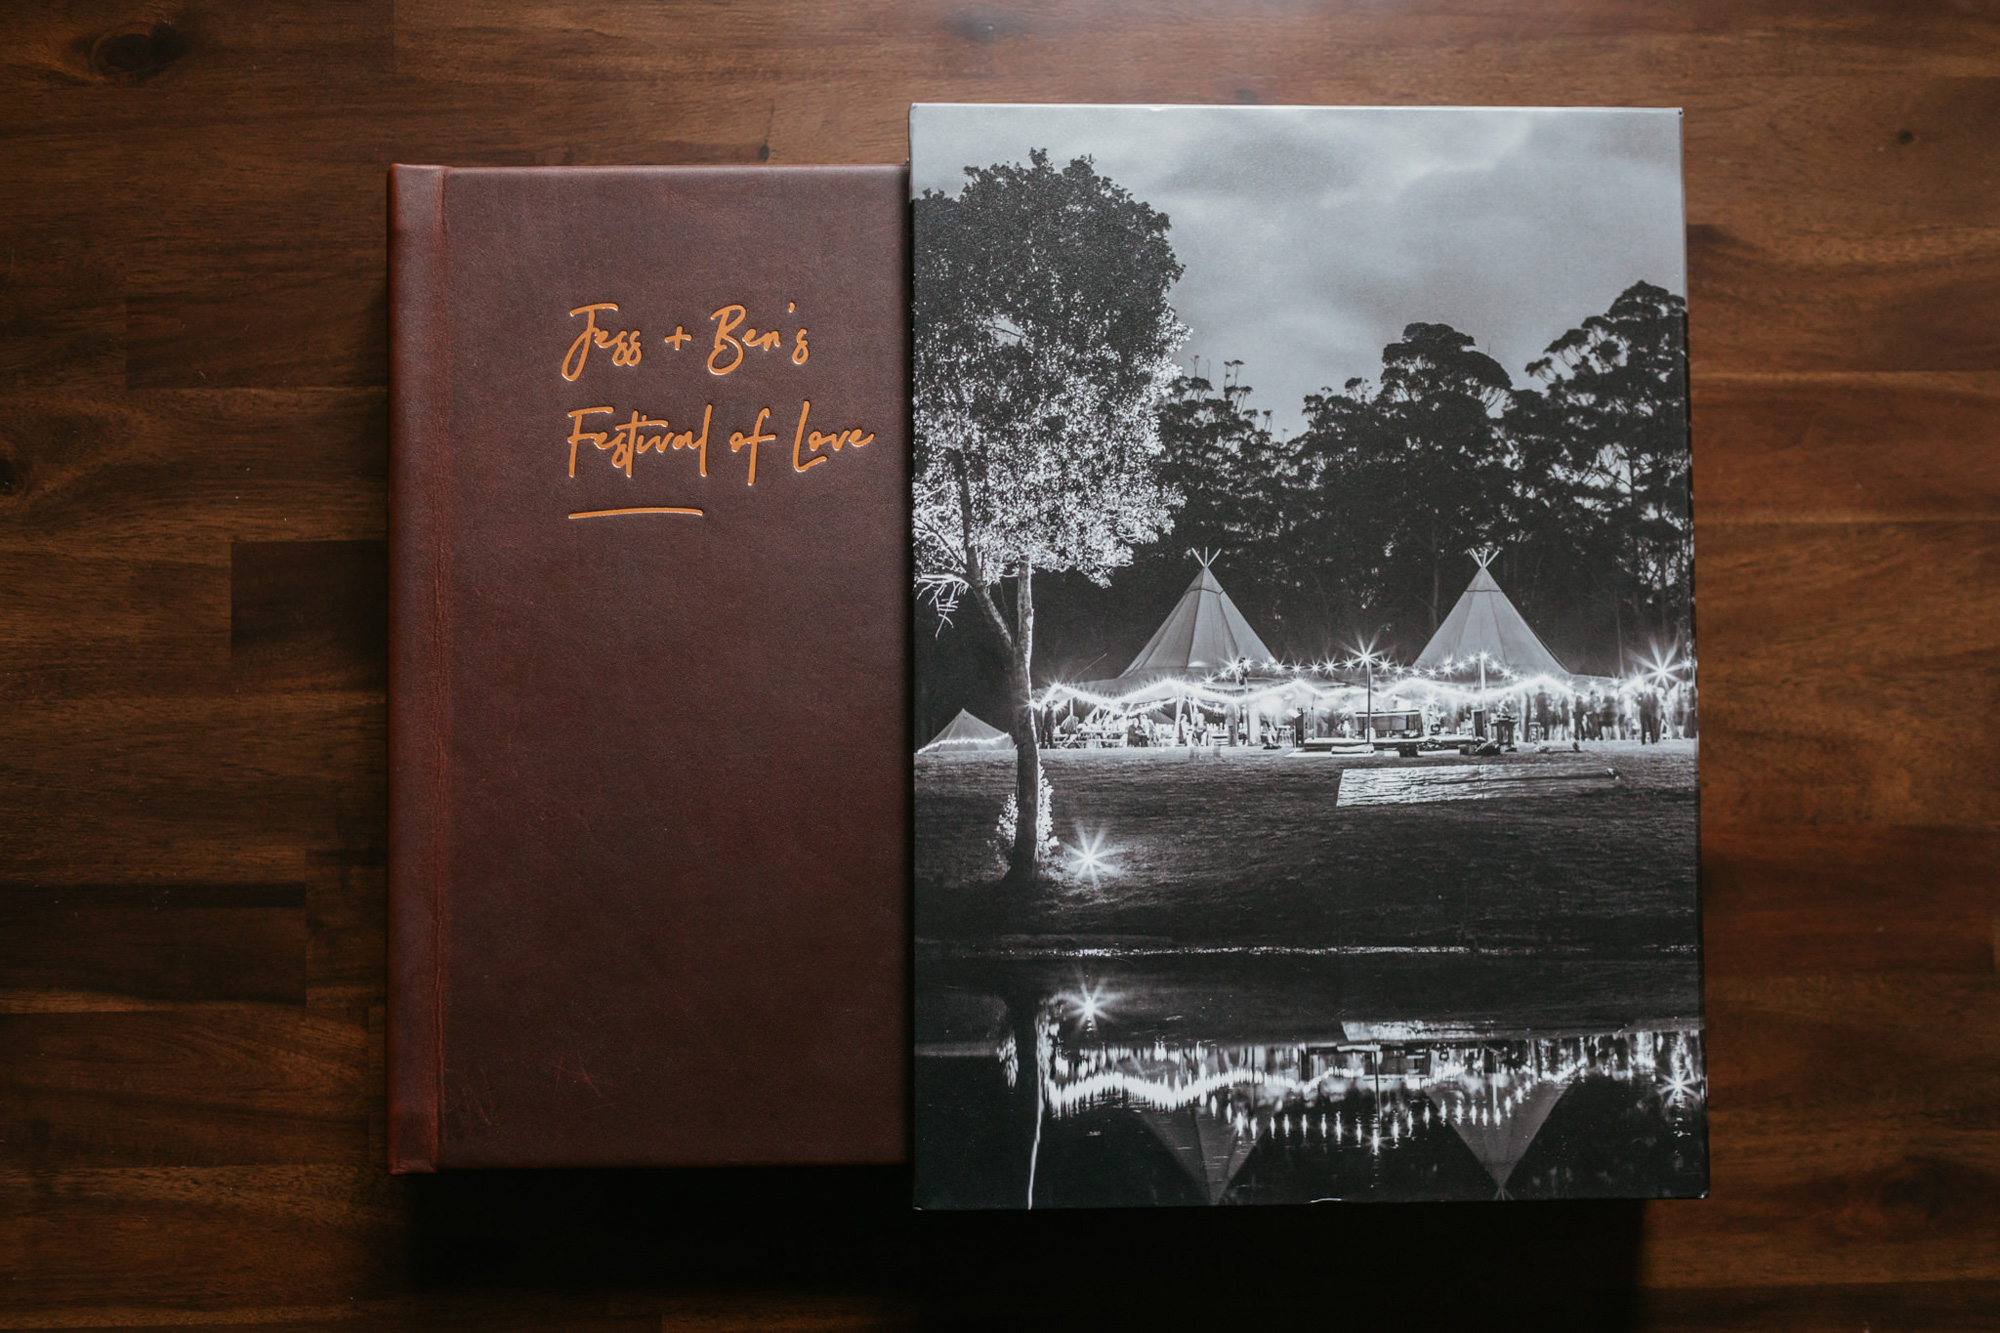 Jess + Ben's
Festival of Love